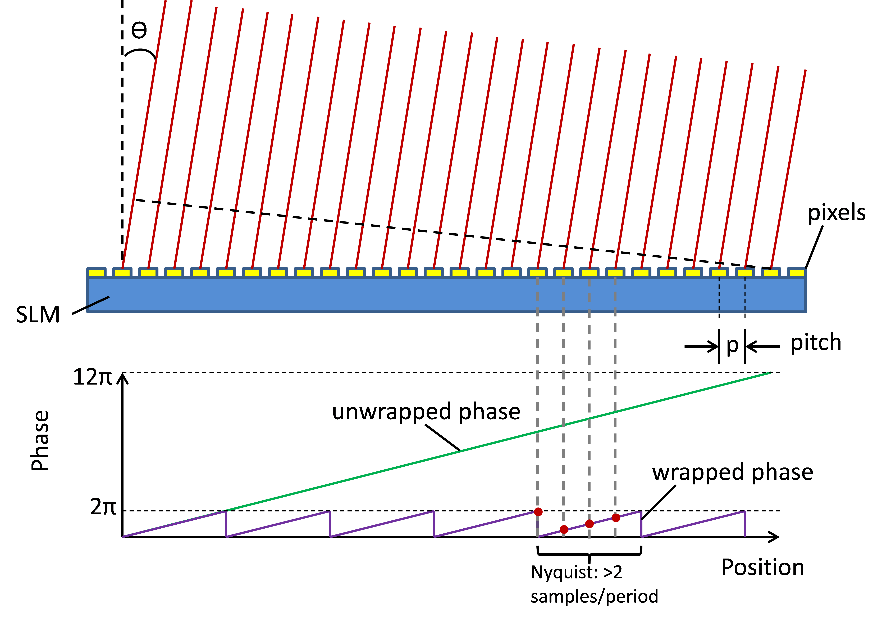 Θ
pixels
SLM
p
pitch
12π
unwrapped phase
Phase
wrapped phase
2π
Position
Nyquist: >2
samples/period